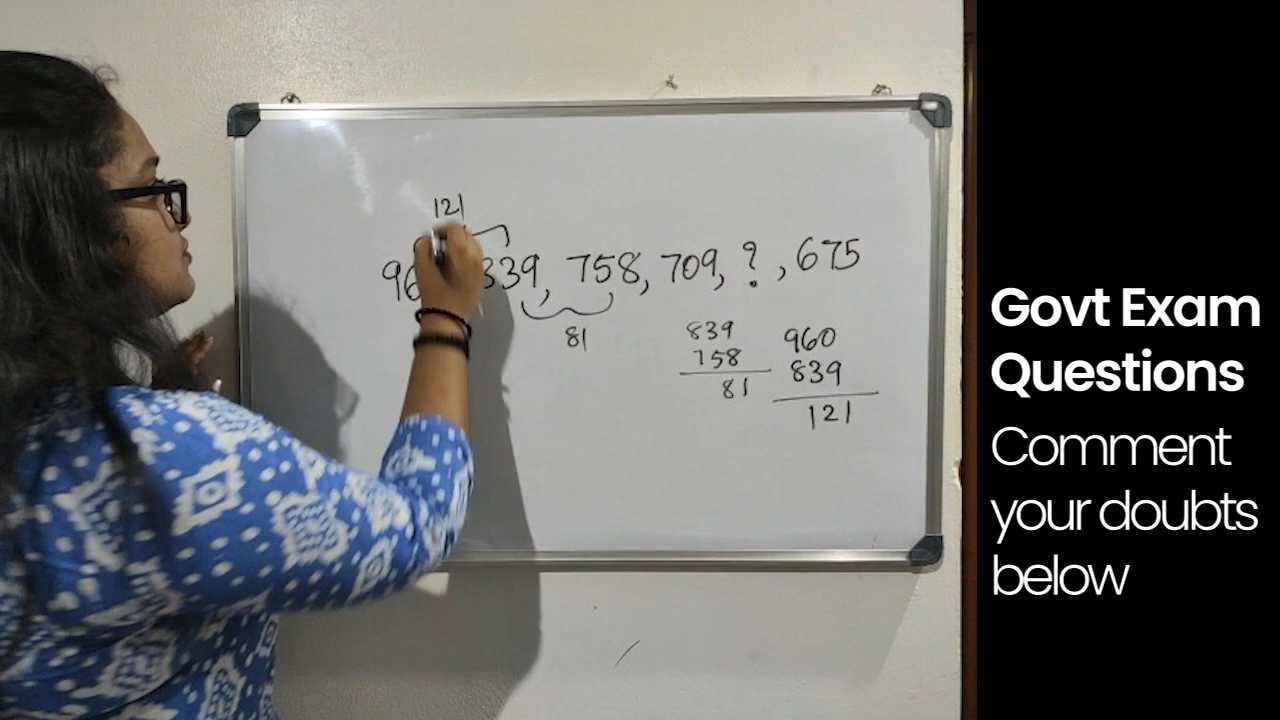 121
839, 758, 709, ?, 675
81
839
758
81
960
839
121
Govt Exam
Questions
Comment
your doubts
below